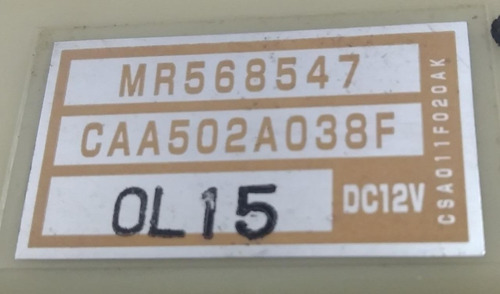 MR568547
CAA502A038F
OL15
DC12V
CSA011F020AK